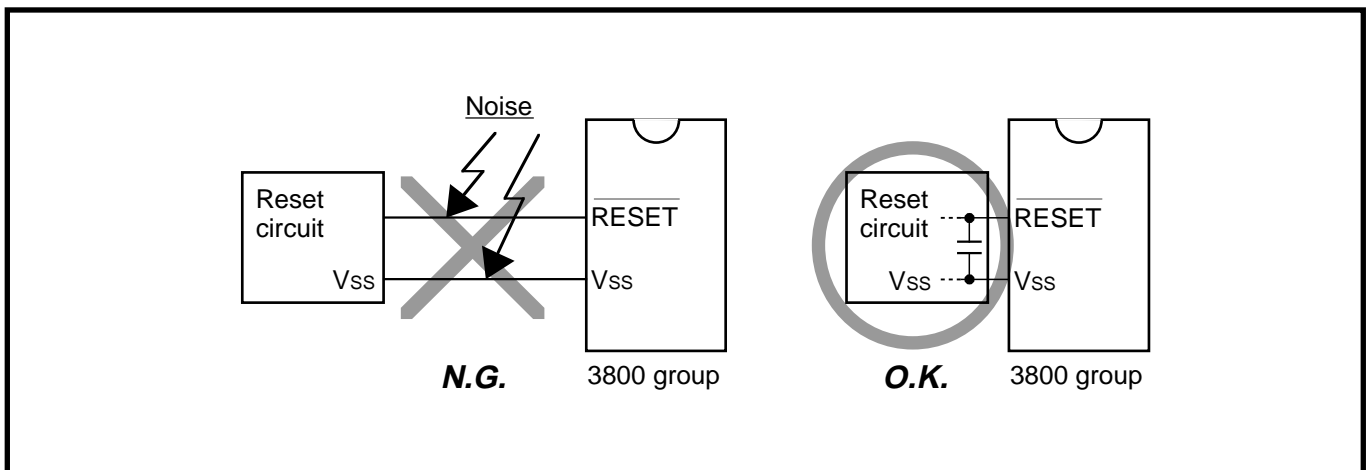 Noise
Reset
circuit
Vss
RESET
Vss
N.G.
3800 group
Reset
circuit
Vss
RESET
Vss
O.K.
3800 group